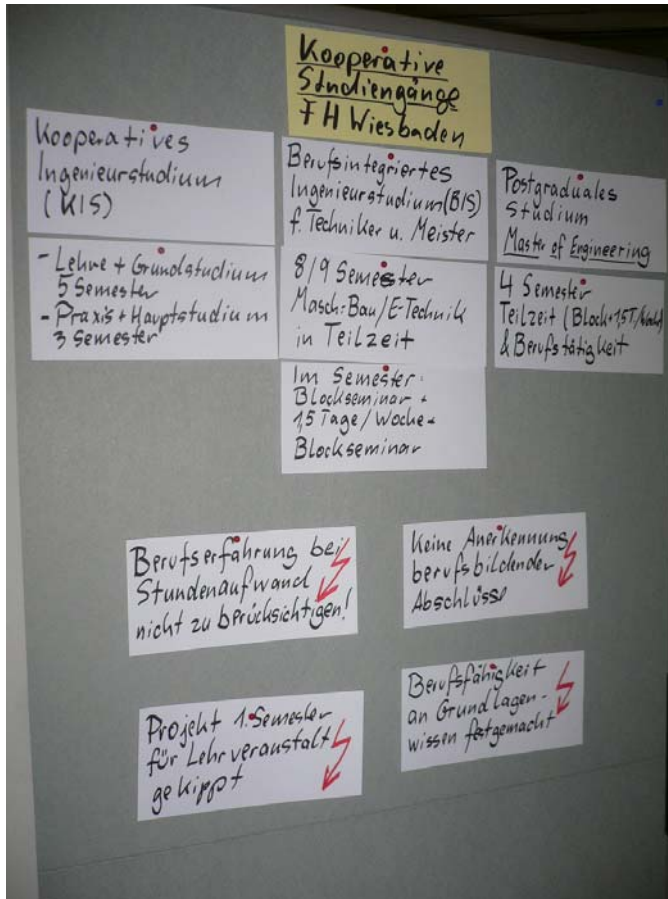 Kooperative
Studiengänge
FH Wiesbaden
Kooperatives
Ingenieurstudium
(KIS)
- Lehre + Grundstudium
5 Semester
- Praxis + Hauptstudium
3 Semester
Berufsintegriertes
Ingenieurstudium (BIS)
f. Techniker u. Meister
8/9 Semester
Masch.-Bau/E-Technik
in Teilzeit
Im Semester:
Blockseminar +
1,5 Tage/Woche +
Blockseminar
Postgraduales
Studium
Master of Engineering
4 Semester
Teilzeit (Block+1,5T/Woche)
& Berufstätigkeit
Berufserfahrung bei
Stundenaufwand
nicht zu berücksichtigen!
Keine Anerkennung
berufsbildender
Abschlüsse
Projekt 1. Semester
für Lehrveranstalt
gekippt
Berufsfähigkeit
an Grundlagen-
wissen festgemacht